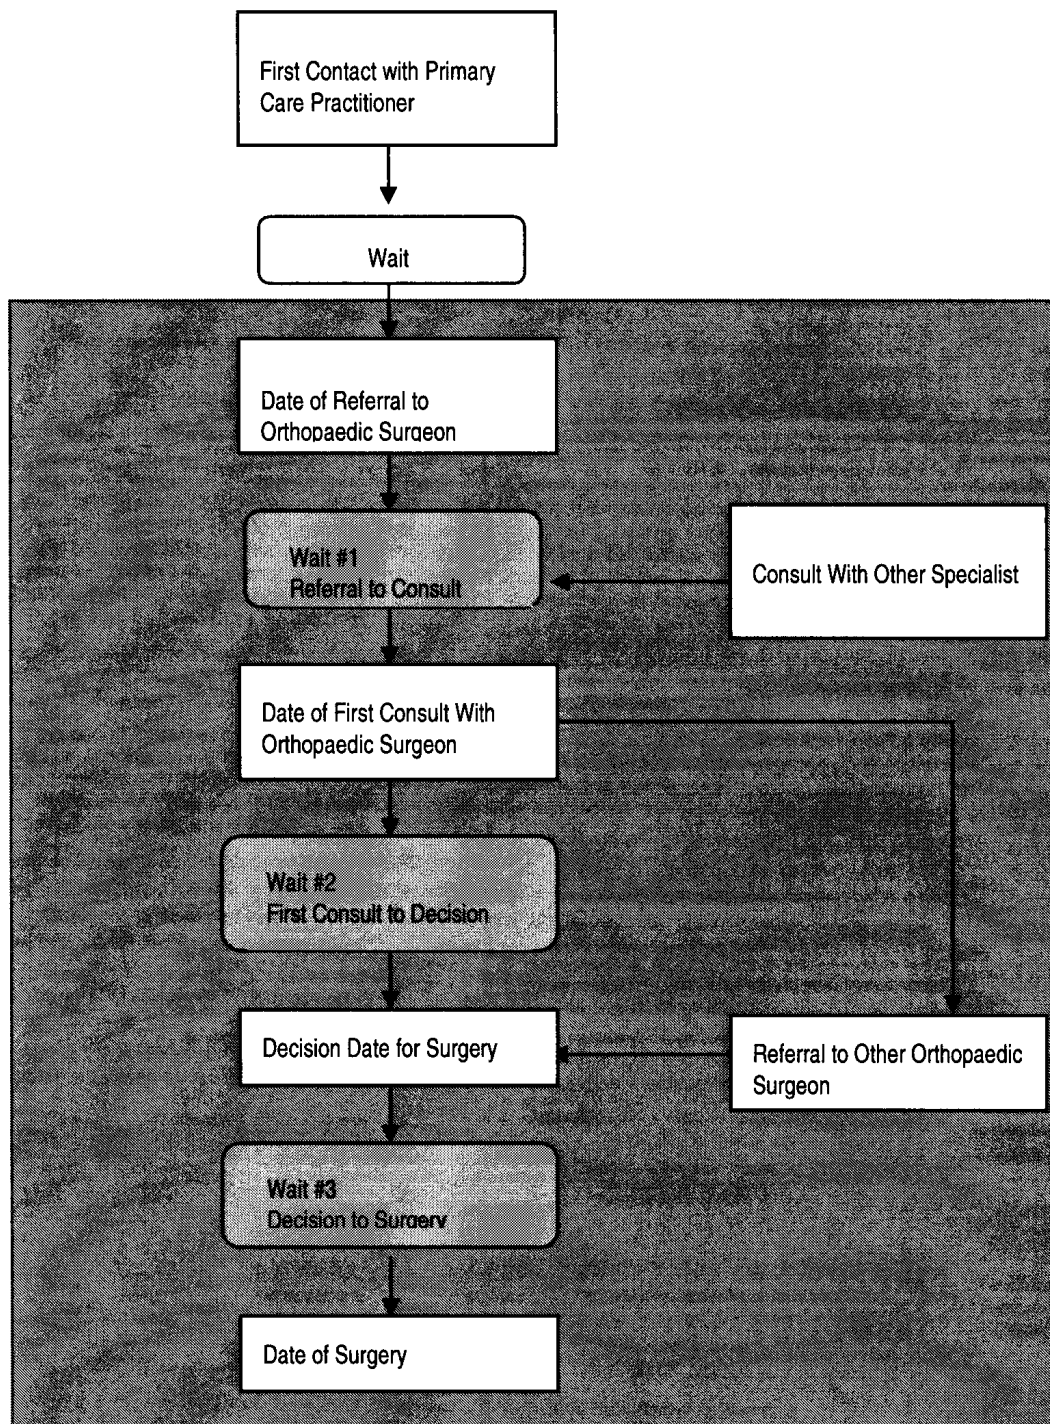 First Contact with Primary
Care Practitioner
Wait
Date of Referral to
Orthopaedic Surgeon
Wait #1
Referral to Consult
Consult With Other Specialist
Date of First Consult With
Orthopaedic Surgeon
Wait #2
First Consult to Decision
Decision Date for Surgery
Referral to Other Orthopaedic
Surgeon
Wait #3
Decision to Surgery
Date of Surgery